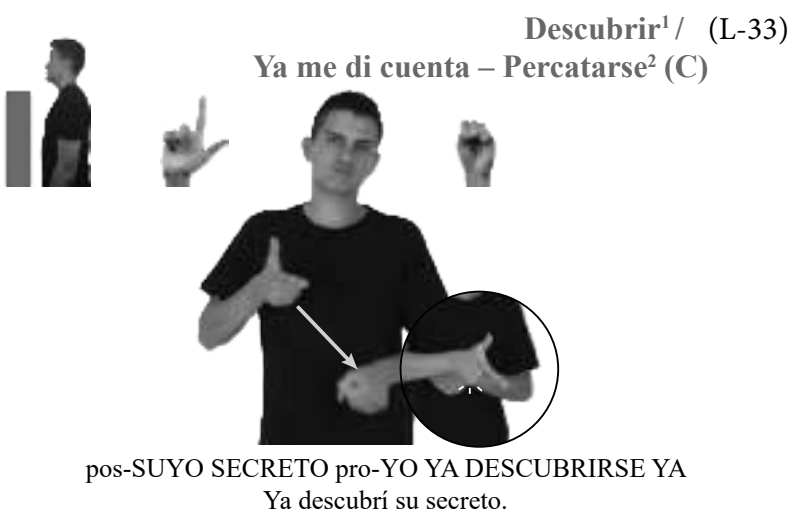 Descubrir¹ / (L-33)
Ya me di cuenta – Percatarse² (C)
pos-SUYO SECRETO pro-YO YA DESCUBRIRSE YA
Ya descubrí su secreto.